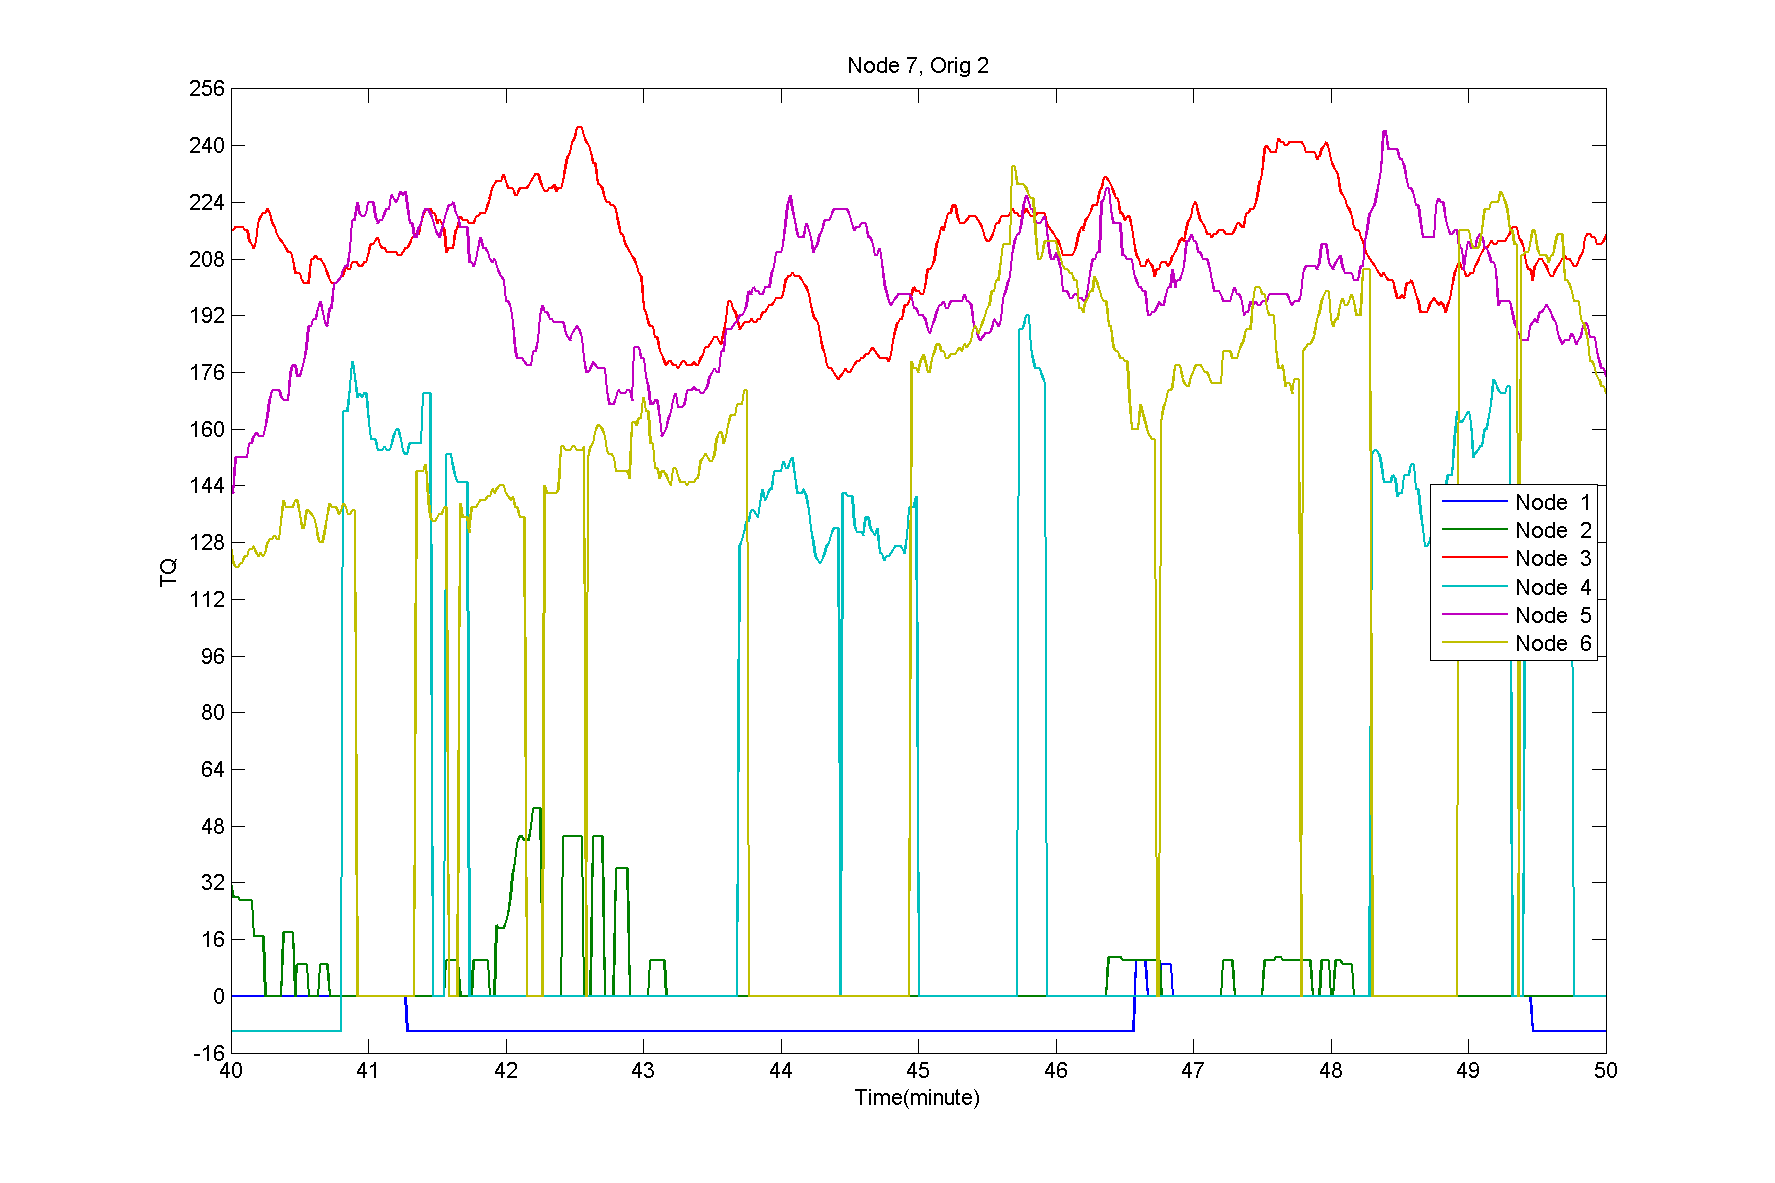 Node 7, Orig 2
256
240
224
208
192
176
160
144
128
112
96
80
64
48
32
16
0
-16
TQ
Node 1
Node 2
Node 3
Node 4
Node 5
Node 6
40 41 42 43 44 45 46 47 48 49 50
Time(minute)